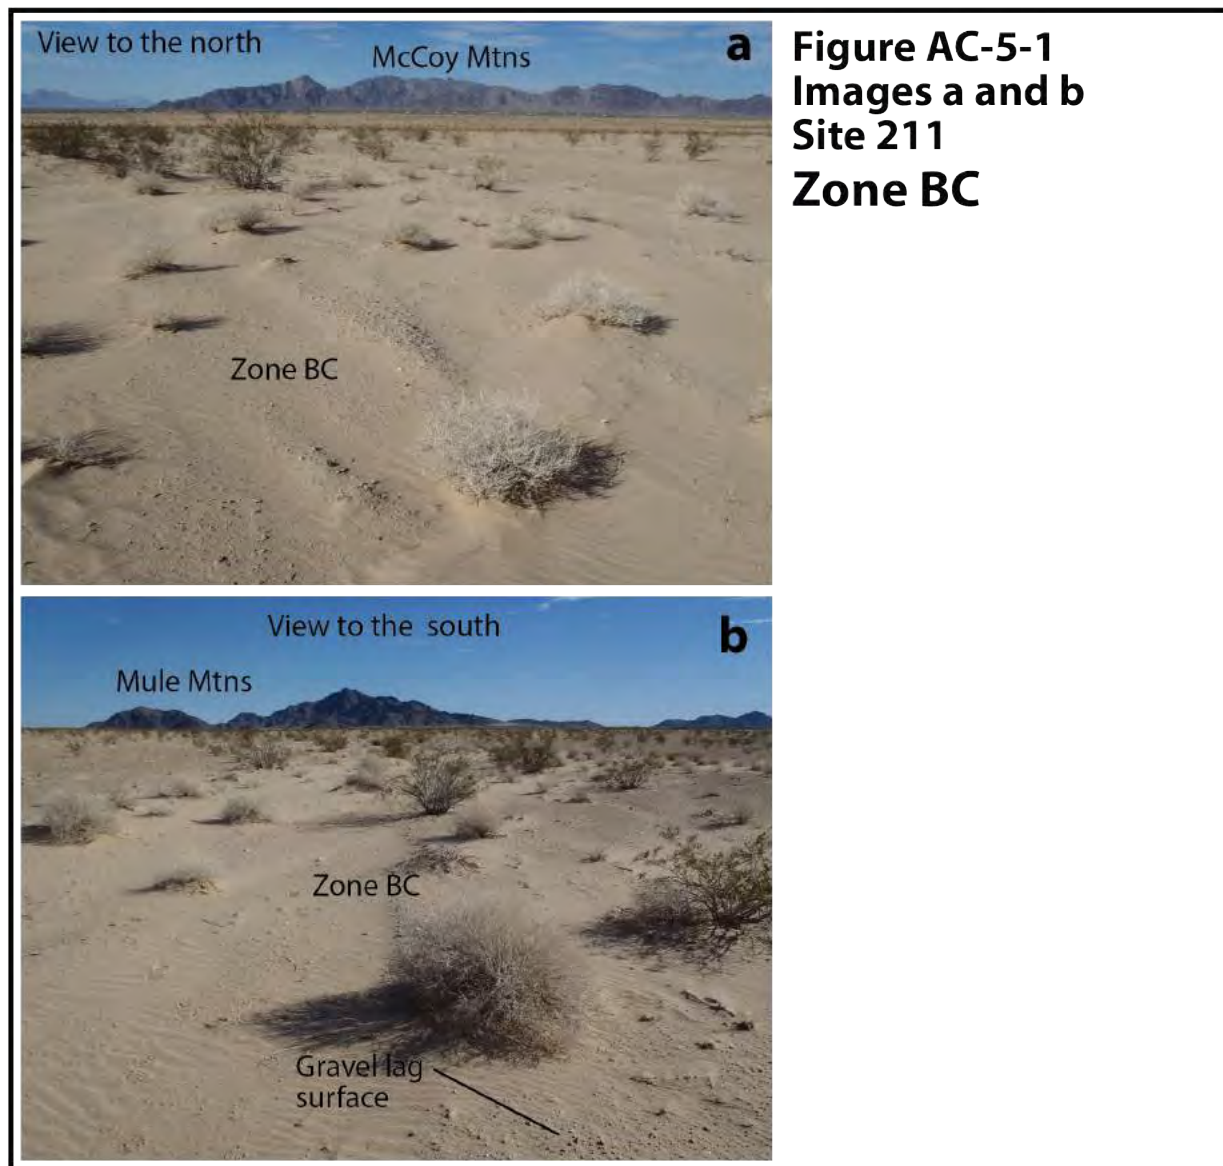 View to the north
McCoy Mtns
a
Zone BC
Figure AC-5-1
Images a and b
Site 211
Zone BC
View to the south
b
Mule Mtns
Zone BC
Gravel lag
surface